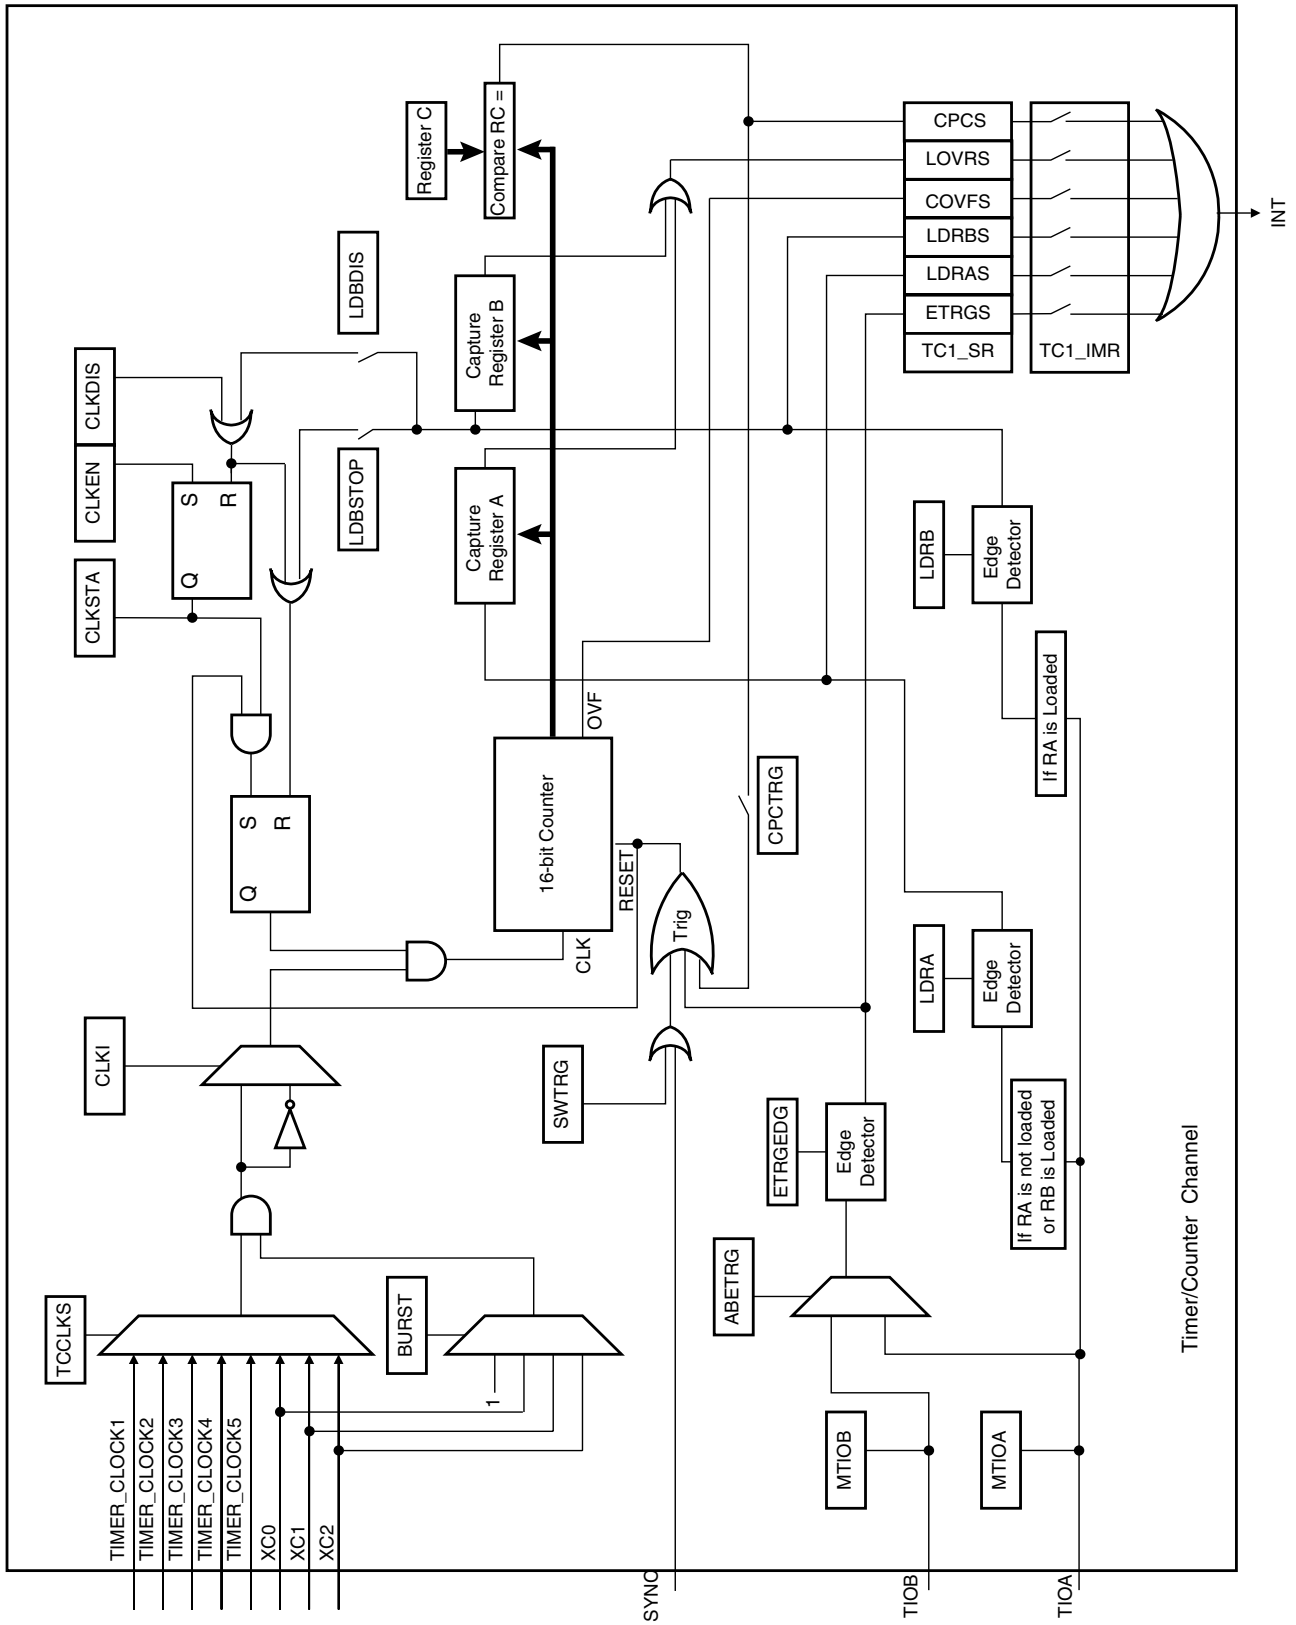 TCCLKS
TIMER_CLOCK1
TIMER_CLOCK2
TIMER_CLOCK3
TIMER_CLOCK4
TIMER_CLOCK5
XC0
XC1
XC2
BURST
1
CLKI
CLKSTA
CLKEN
CLKDIS
Q
S
R
Q
S
R
LDBSTOP
LDBDIS
Register C
Compare RC =
Capture
Register A
Capture
Register B
16-bit Counter
CLK
RESET
OVF
SYNC
SWTRG
Trig
CPCTRG
TIOB
MTIOB
TIOA
MTIOA
ABETRG
ETRGEDG
Edge
Detector
If RA is not loaded
or RB is Loaded
LDRA
Edge
Detector
If RA is Loaded
LDRB
Edge
Detector
CPCS
LOVRS
COVFS
LDRBS
LDRAS
ETRGS
TC1_SR
TC1_IMR
INT
Timer/Counter Channel